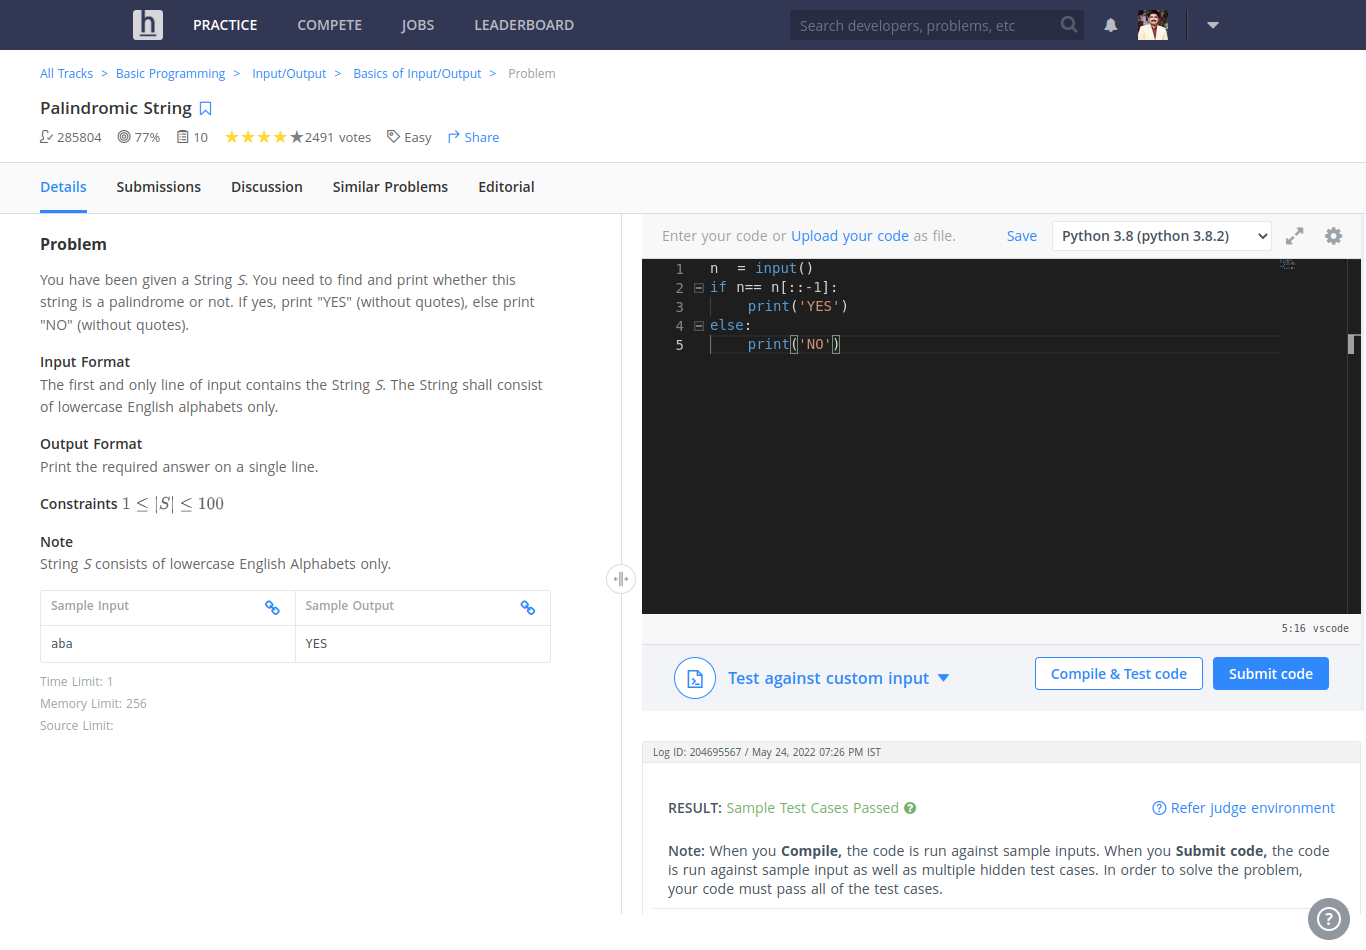 h PRACTICE COMPETE JOBS LEADERBOARD Search developers, problems, etc
All Tracks > Basic Programming > Input/Output > Basics of Input/Output > Problem
Palindromic String
285804 77% 10 2491 votes Easy Share
Details Submissions Discussion Similar Problems Editorial
Problem
You have been given a String S. You need to find and print whether this
string is a palindrome or not. If yes, print "YES" (without quotes), else print
"NO" (without quotes).
Input Format
The first and only line of input contains the String S. The String shall consist
of lowercase English alphabets only.
Output Format
Print the required answer on a single line.
Constraints 1 ≤ |S| ≤ 100
Note
String S consists of lowercase English Alphabets only.
Sample Input Sample Output
aba YES
Time Limit: 1
Memory Limit: 256
Source Limit:
Enter your code or Upload your code as file. Save Python 3.8 (python 3.8.2)
1 n = input()
2 if n== n[::-1]:
3 print('YES')
4 else:
5 print('NO')
5:16 vscode
Test against custom input Compile & Test code Submit code
Log ID: 204695567 / May 24, 2022 07:26 PM IST
RESULT: Sample Test Cases Passed ? Refer judge environment
Note: When you Compile, the code is run against sample inputs. When you Submit code, the code
is run against sample input as well as multiple hidden test cases. In order to solve the problem,
your code must pass all of the test cases.
?